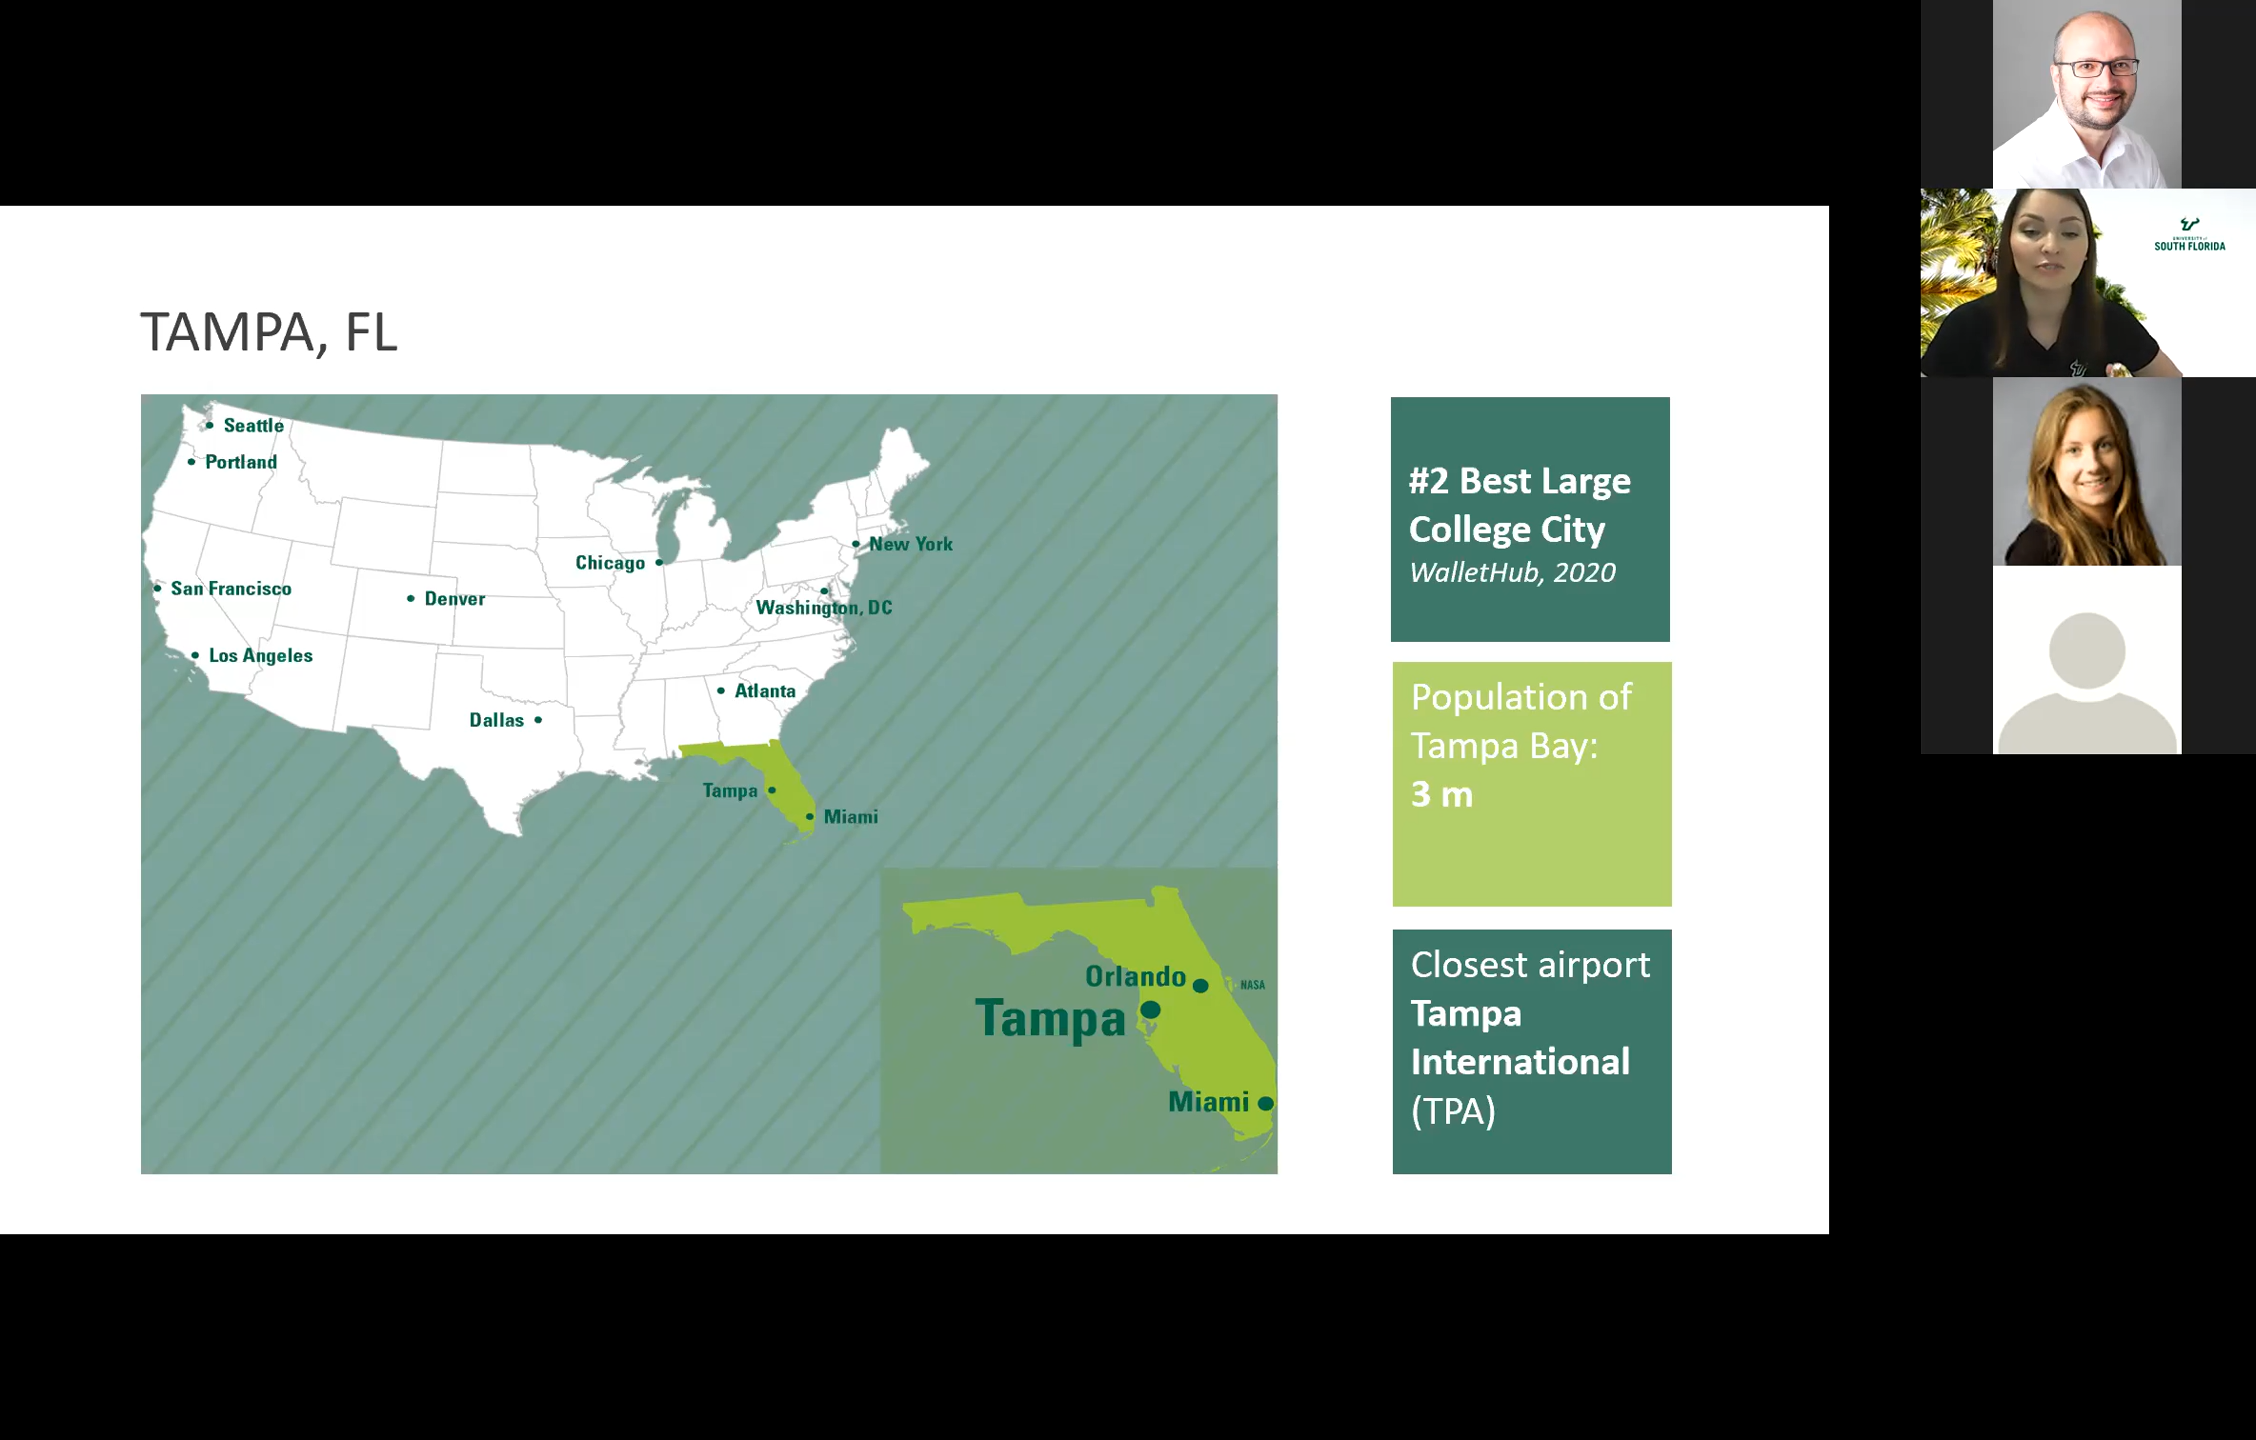 TAMPA, FL
Seattle
Portland
San Francisco
Los Angeles
Denver
Dallas
Chicago
New York
Washington, DC
Atlanta
Tampa
Miami
Orlando
NASA
Tampa
Miami
#2 Best Large
College City
WalletHub, 2020
Population of
Tampa Bay:
3 m
Closest airport
Tampa
International
(TPA)
UNIVERSITY of
SOUTH FLORIDA